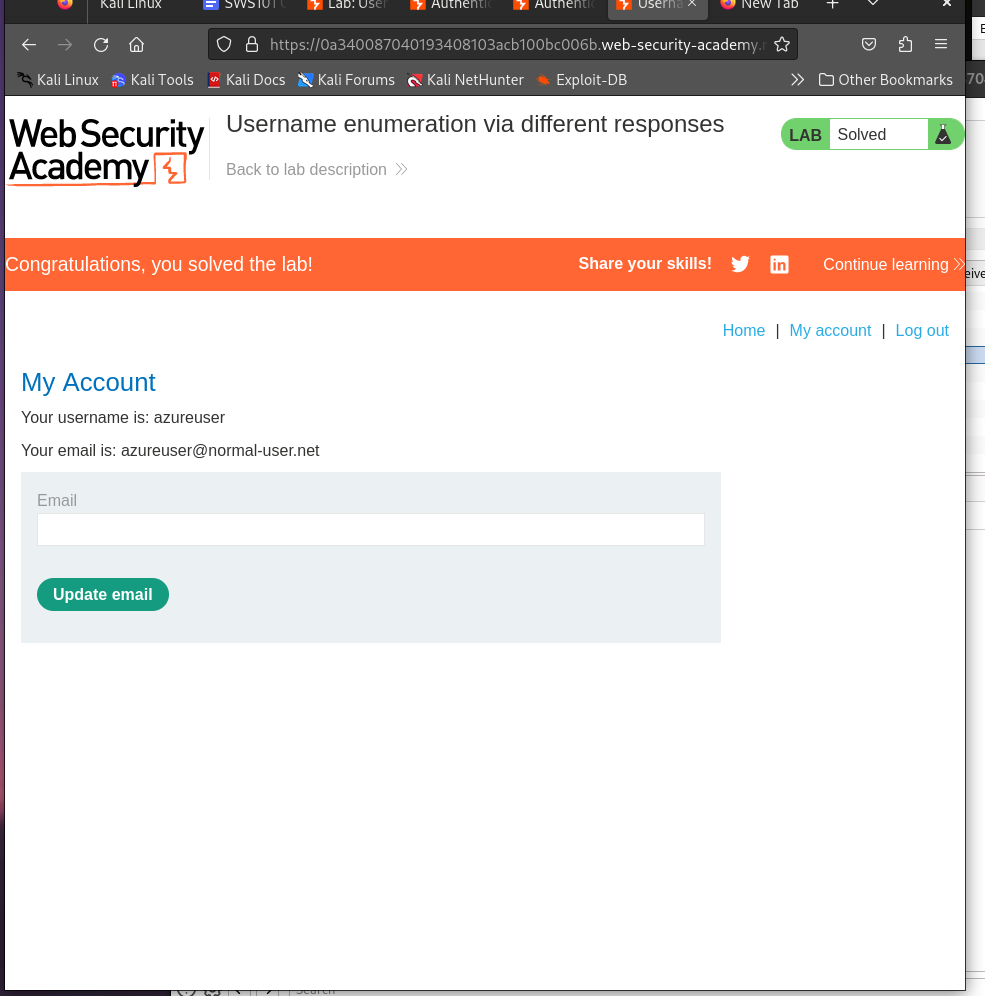 Kali Linux
SWS101
Lab: User
Authentic
Authentic
Userna
New Tab
https://0a340087040193408103acb100bc006b.web-security-academy.
Kali Linux
Kali Tools
Kali Docs
Kali Forums
Kali NetHunter
Exploit-DB
Other Bookmarks
Web Security
Academy
Username enumeration via different responses
Back to lab description
LAB Solved
Congratulations, you solved the lab!
Share your skills!
Continue learning
Home | My account | Log out
My Account
Your username is: azureuser
Your email is: azureuser@normal-user.net
Email
Update email